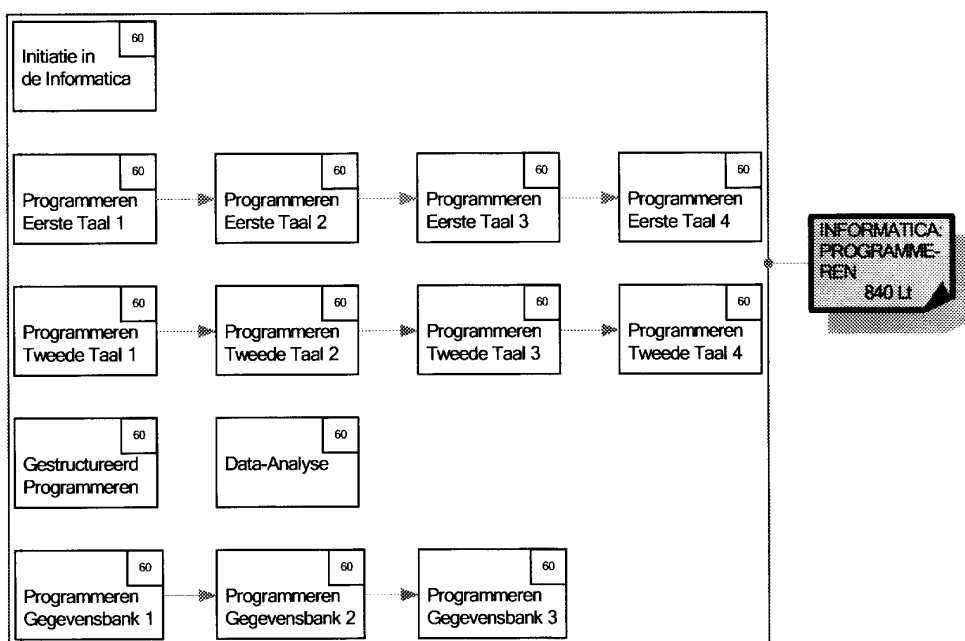 60
Initiatie in
de Informatica
60
Programmeren
Eerste Taal 1
60
Programmeren
Eerste Taal 2
60
Programmeren
Eerste Taal 3
60
Programmeren
Eerste Taal 4
INFORMATICA:
PROGRAMME-
REN
840 Lt
60
Programmeren
Tweede Taal 1
60
Programmeren
Tweede Taal 2
60
Programmeren
Tweede Taal 3
60
Programmeren
Tweede Taal 4
60
Gestructureerd
Programmeren
60
Data-Analyse
60
Programmeren
Gegevensbank 1
60
Programmeren
Gegevensbank 2
60
Programmeren
Gegevensbank 3